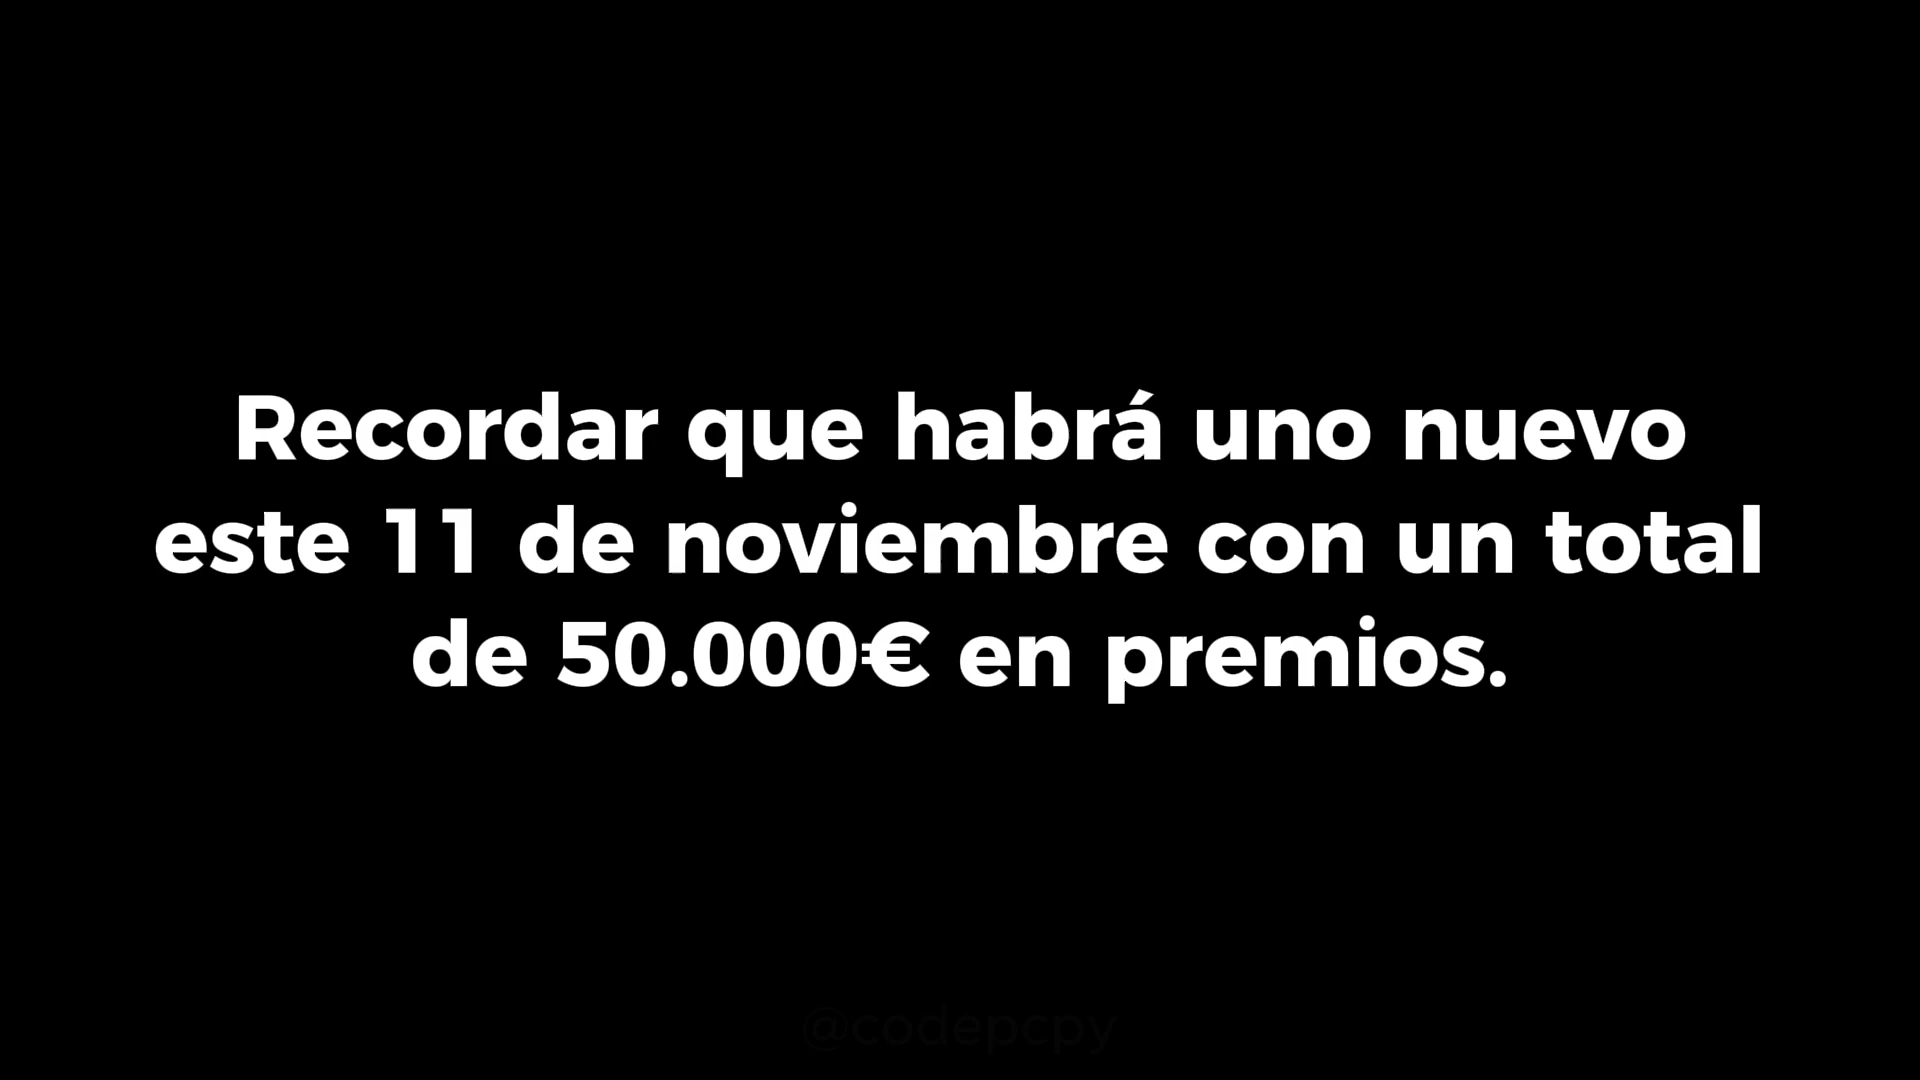 Recordar que habrá uno nuevo
este 11 de noviembre con un total
de 50.000€ en premios.
@codepcpy